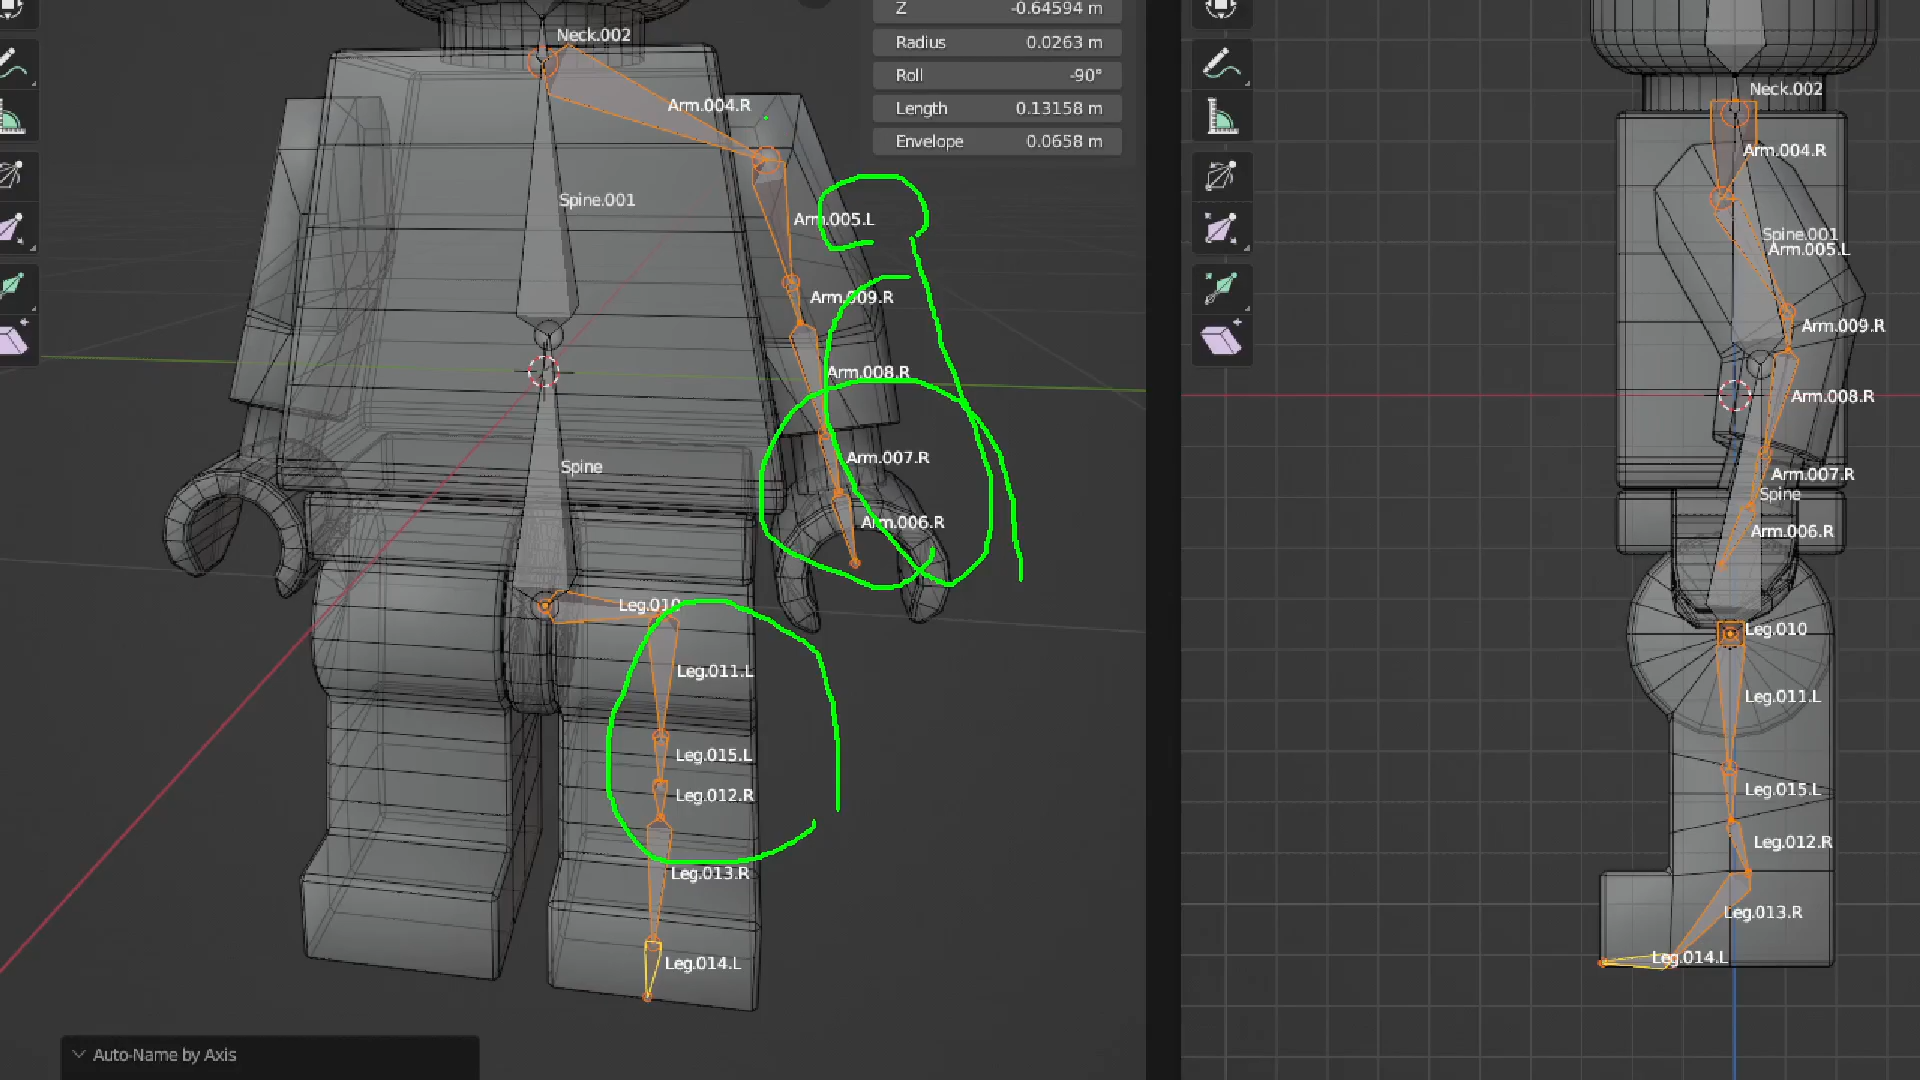 Z -0.64594 m
Radius 0.0263 m
Roll -90°
Length 0.13158 m
Envelope 0.0658 m
Neck.002
Arm.004.R
Spine.001
Arm.005.L
Arm.009.R
Arm.008.R
Arm.007.R
Spine
Arm.006.R
Leg.010
Leg.011.L
Leg.015.L
Leg.012.R
Leg.013.R
Leg.014.L
Auto-Name by Axis
Neck.002
Arm.004.R
Spine.001
Arm.005.L
Arm.009.R
Arm.008.R
Arm.007.R
Spine
Arm.006.R
Leg.010
Leg.011.L
Leg.015.L
Leg.012.R
Leg.013.R
Leg.014.L